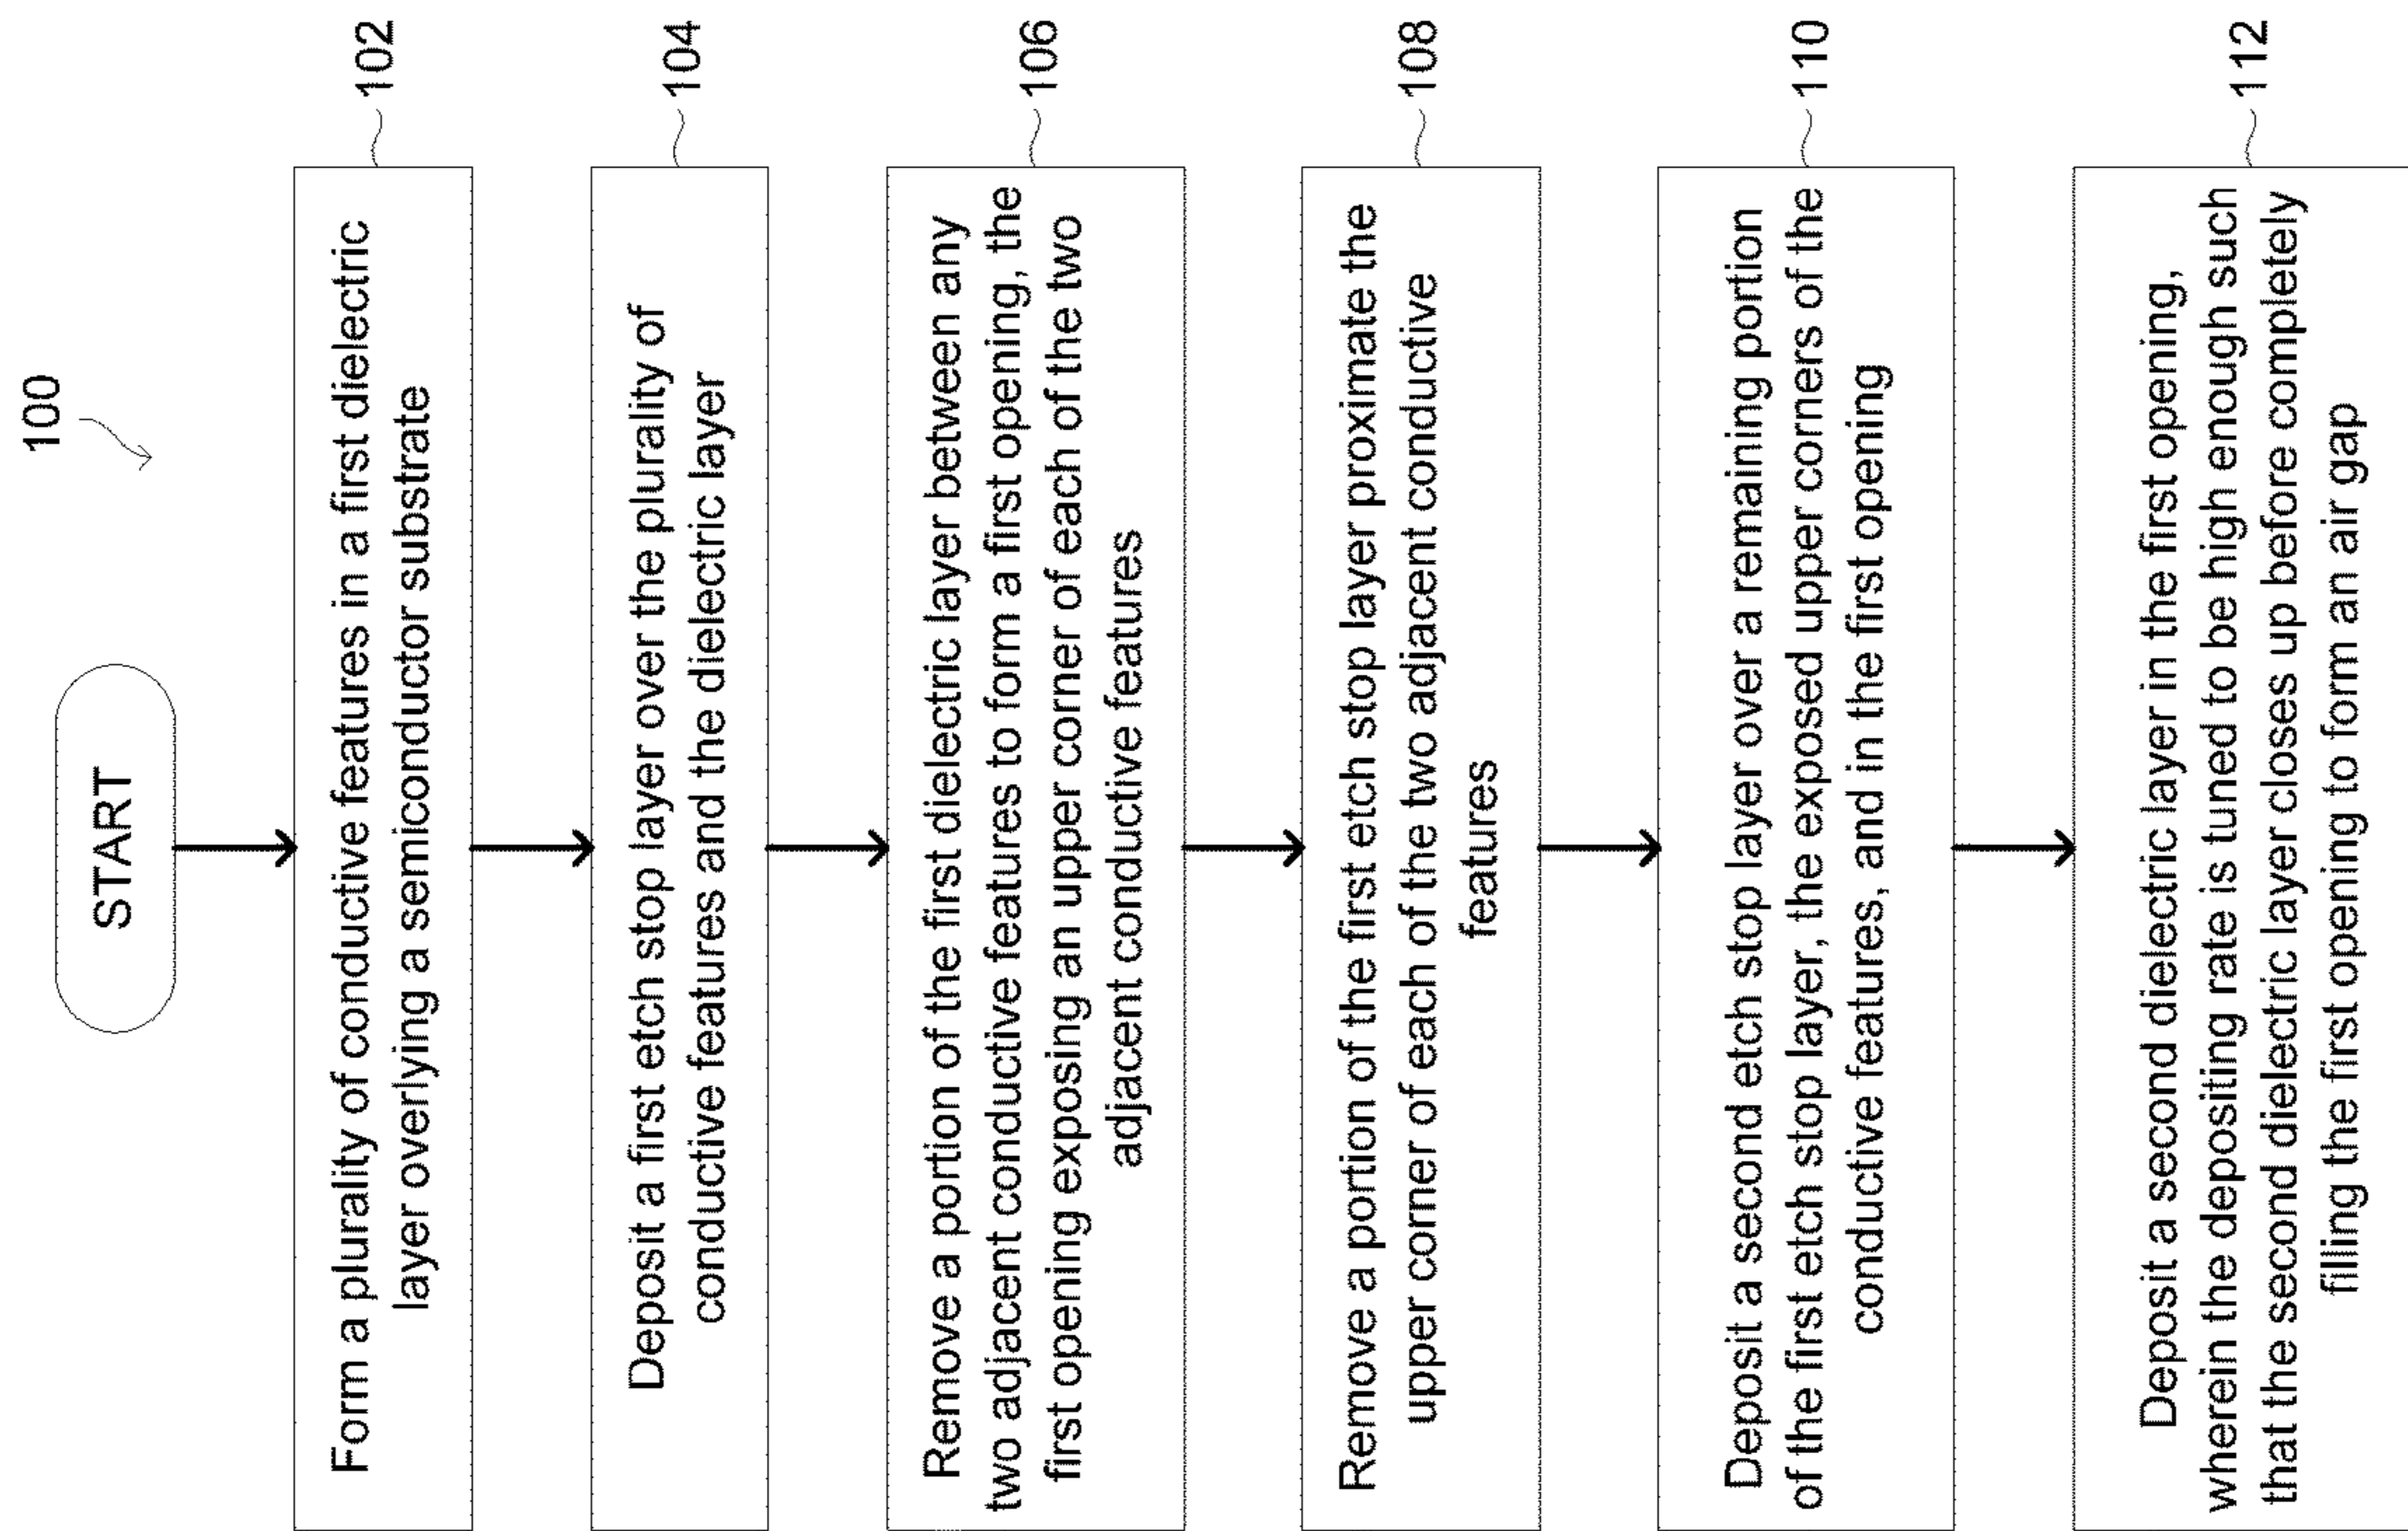 100
START
102
Form a plurality of conductive features in a first dielectric
layer overlying a semiconductor substrate
104
Deposit a first etch stop layer over the plurality of
conductive features and the dielectric layer
106
Remove a portion of the first dielectric layer between any
two adjacent conductive features to form a first opening, the
first opening exposing an upper corner of each of the two
adjacent conductive features
108
Remove a portion of the first etch stop layer proximate the
upper corner of each of the two adjacent conductive
features
110
Deposit a second etch stop layer over a remaining portion
of the first etch stop layer, the exposed upper corners of the
conductive features, and in the first opening
112
Deposit a second dielectric layer in the first opening,
wherein the depositing rate is tuned to be high enough such
that the second dielectric layer closes up before completely
filling the first opening to form an air gap